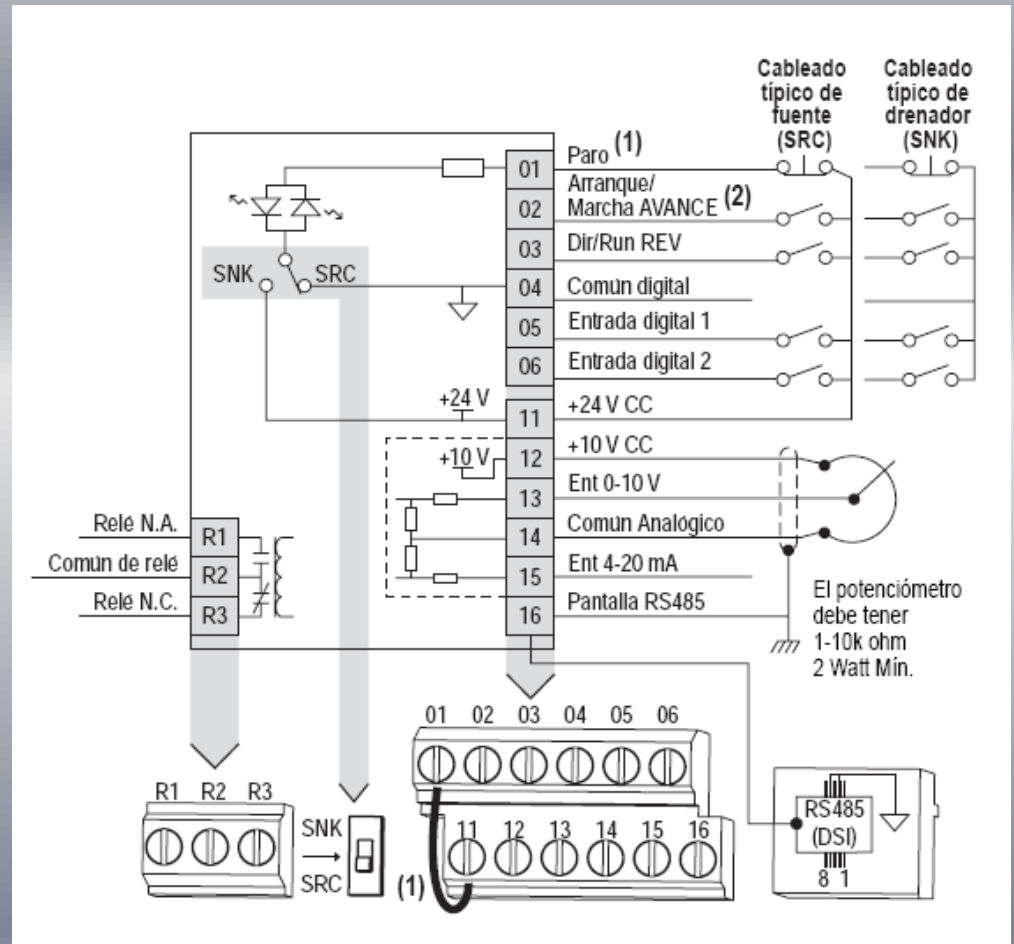 Cableado
típico de
fuente
(SRC)
Cableado
típico de
drenador
(SNK)
01
Paro (1)
02
Arranque/
Marcha AVANCE (2)
03
Dir/Run REV
SNK
SRC
04
Común digital
05
Entrada digital 1
06
Entrada digital 2
+24 V
11
+24 V CC
+10 V
12
+10 V CC
13
Ent 0-10 V
14
Común Analógico
15
Ent 4-20 mA
16
Pantalla RS485
Relé N.A.
R1
Común de relé
R2
Relé N.C.
R3
El potenciómetro
debe tener
1-10k ohm
2 Watt Mín.
01 02 03 04 05 06
R1 R2 R3
SNK
SRC
(1)
11 12 13 14 15 16
RS485
(DSI)
8 1